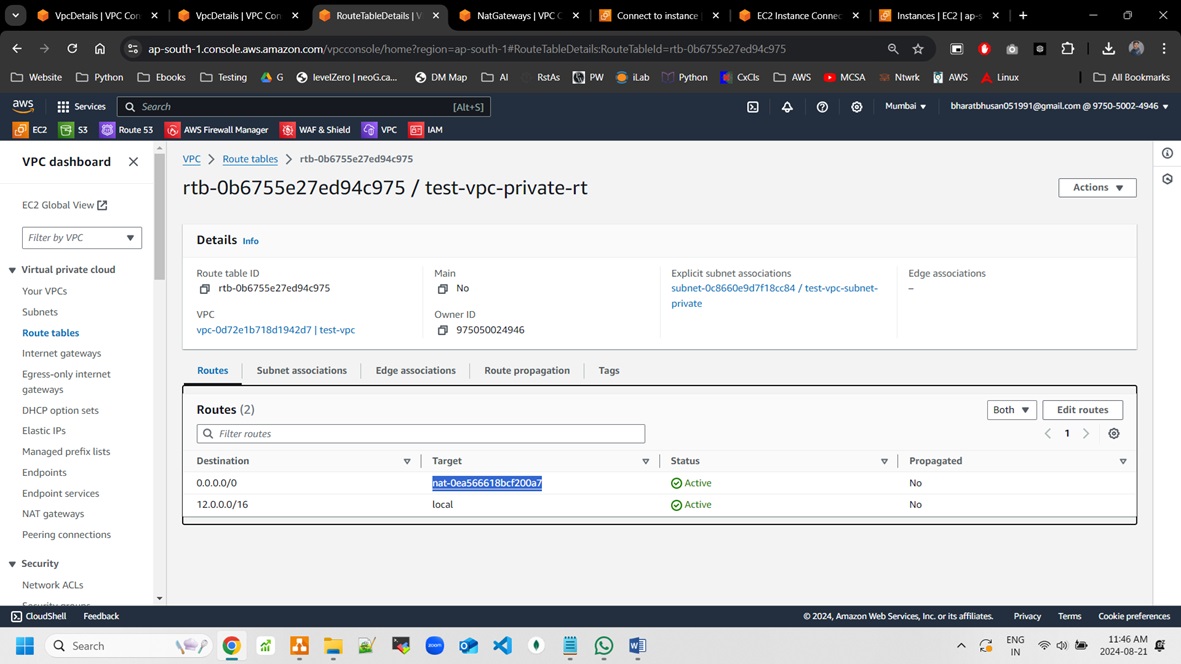 VpcDetails | VPC Con
VpcDetails | VPC Con
RouteTableDetails | V
NatGateways | VPC C
Connect to instance |
EC2 Instance Connec
Instances | EC2 | ap-s
ap-south-1.console.aws.amazon.com/vpcconsole/home?region=ap-south-1#RouteTableDetails:RouteTableId=rtb-0b6755e27ed94c975
Website Python Ebooks Testing G levelZero | neoG.ca... DM Map AI RstAs PW iLab Python CxCls AWS MCSA Ntwrk AWS Linux All Bookmarks
aws Services Search [Alt+S] Mumbai bharatbhusan051991@gmail.com @ 9750-5002-4946
EC2 S3 Route 53 AWS Firewall Manager WAF & Shield VPC IAM
VPC dashboard
EC2 Global View
Filter by VPC
Virtual private cloud
Your VPCs
Subnets
Route tables
Internet gateways
Egress-only internet
gateways
DHCP option sets
Elastic IPs
Managed prefix lists
Endpoints
Endpoint services
NAT gateways
Peering connections
Security
Network ACLs
Security groups
VPC > Route tables > rtb-0b6755e27ed94c975
rtb-0b6755e27ed94c975 / test-vpc-private-rt
Actions
Details Info
Route table ID
rtb-0b6755e27ed94c975
Main
No
Explicit subnet associations
subnet-0c8660e9d7f18cc84 / test-vpc-subnet-
private
Edge associations
–
VPC
vpc-0d72e1b718d1942d7 | test-vpc
Owner ID
975050024946
Routes Subnet associations Edge associations Route propagation Tags
Routes (2)
Both Edit routes
Filter routes
1
Destination Target Status Propagated
0.0.0.0/0 nat-0ea566618bcf200a7 Active No
12.0.0.0/16 local Active No
CloudShell Feedback © 2024, Amazon Web Services, Inc. or its affiliates. Privacy Terms Cookie preferences
Search
zoom
ENG
IN
11:46 AM
2024-08-21